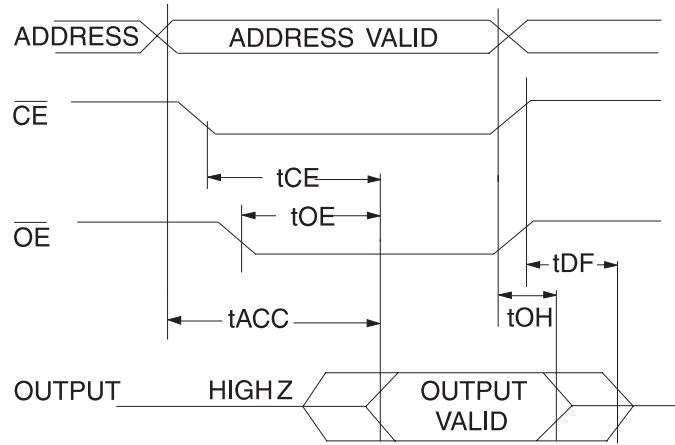 ADDRESS
ADDRESS VALID
CE
tCE
tOE
OE
tDF
tACC
tOH
OUTPUT
HIGH Z
OUTPUT
VALID